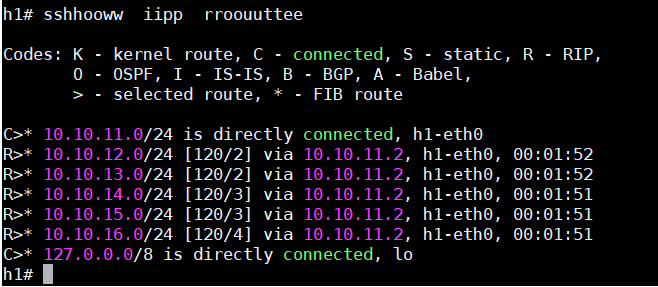 h1# sshhooww  iipp  rroouuttee
Codes: K - kernel route, C - connected, S - static, R - RIP,
       O - OSPF, I - IS-IS, B - BGP, A - Babel,
       > - selected route, * - FIB route
C>* 10.10.11.0/24 is directly connected, h1-eth0
R>* 10.10.12.0/24 [120/2] via 10.10.11.2, h1-eth0, 00:01:52
R>* 10.10.13.0/24 [120/2] via 10.10.11.2, h1-eth0, 00:01:52
R>* 10.10.14.0/24 [120/3] via 10.10.11.2, h1-eth0, 00:01:51
R>* 10.10.15.0/24 [120/3] via 10.10.11.2, h1-eth0, 00:01:51
R>* 10.10.16.0/24 [120/4] via 10.10.11.2, h1-eth0, 00:01:51
C>* 127.0.0.0/8 is directly connected, lo
h1#